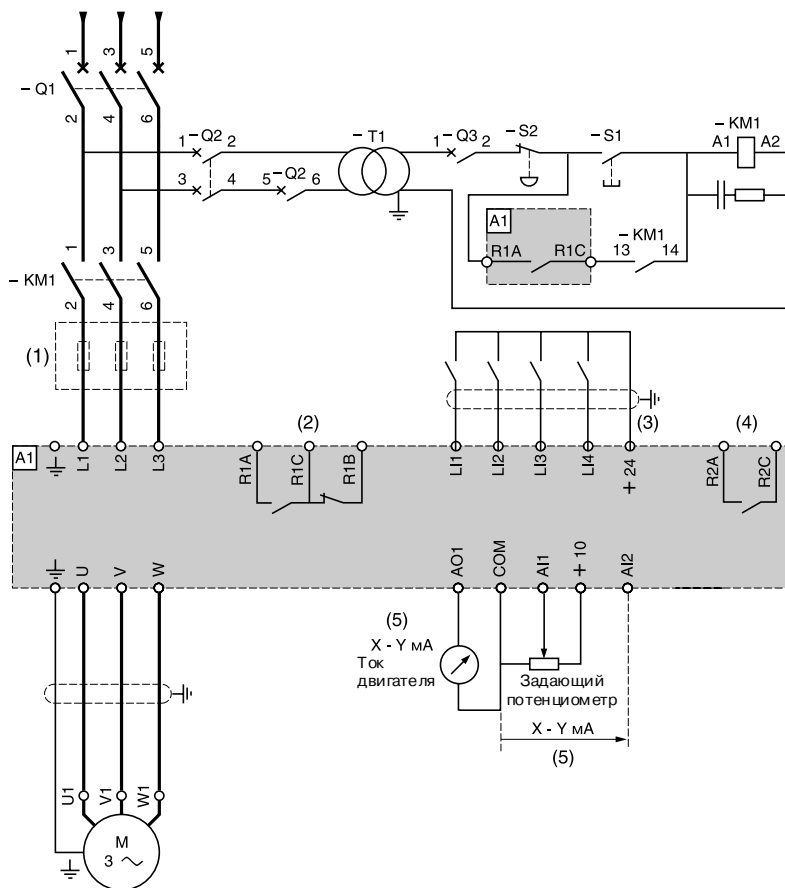 1 3 5
– Q1
2 4 6
1 – Q2 2
– T1
1 – Q3 2
– S2
– S1
– KM1
A1 A2
3 4 5 – Q2 6
A1
R1A R1C
– KM1
13 14
1 3 5
– KM1
2 4 6
(1)
(2)
(3)
(4)
A1
L1 L2 L3
R1A R1C R1B
LI1 LI2 LI3 LI4 + 24
R2A R2C
U V W
AO1 COM AI1 + 10 AI2
(5)
X - Y мА
Ток
двигателя
Задающий
потенциометр
X - Y мА
(5)
U1 V1 W1
M
3 ~